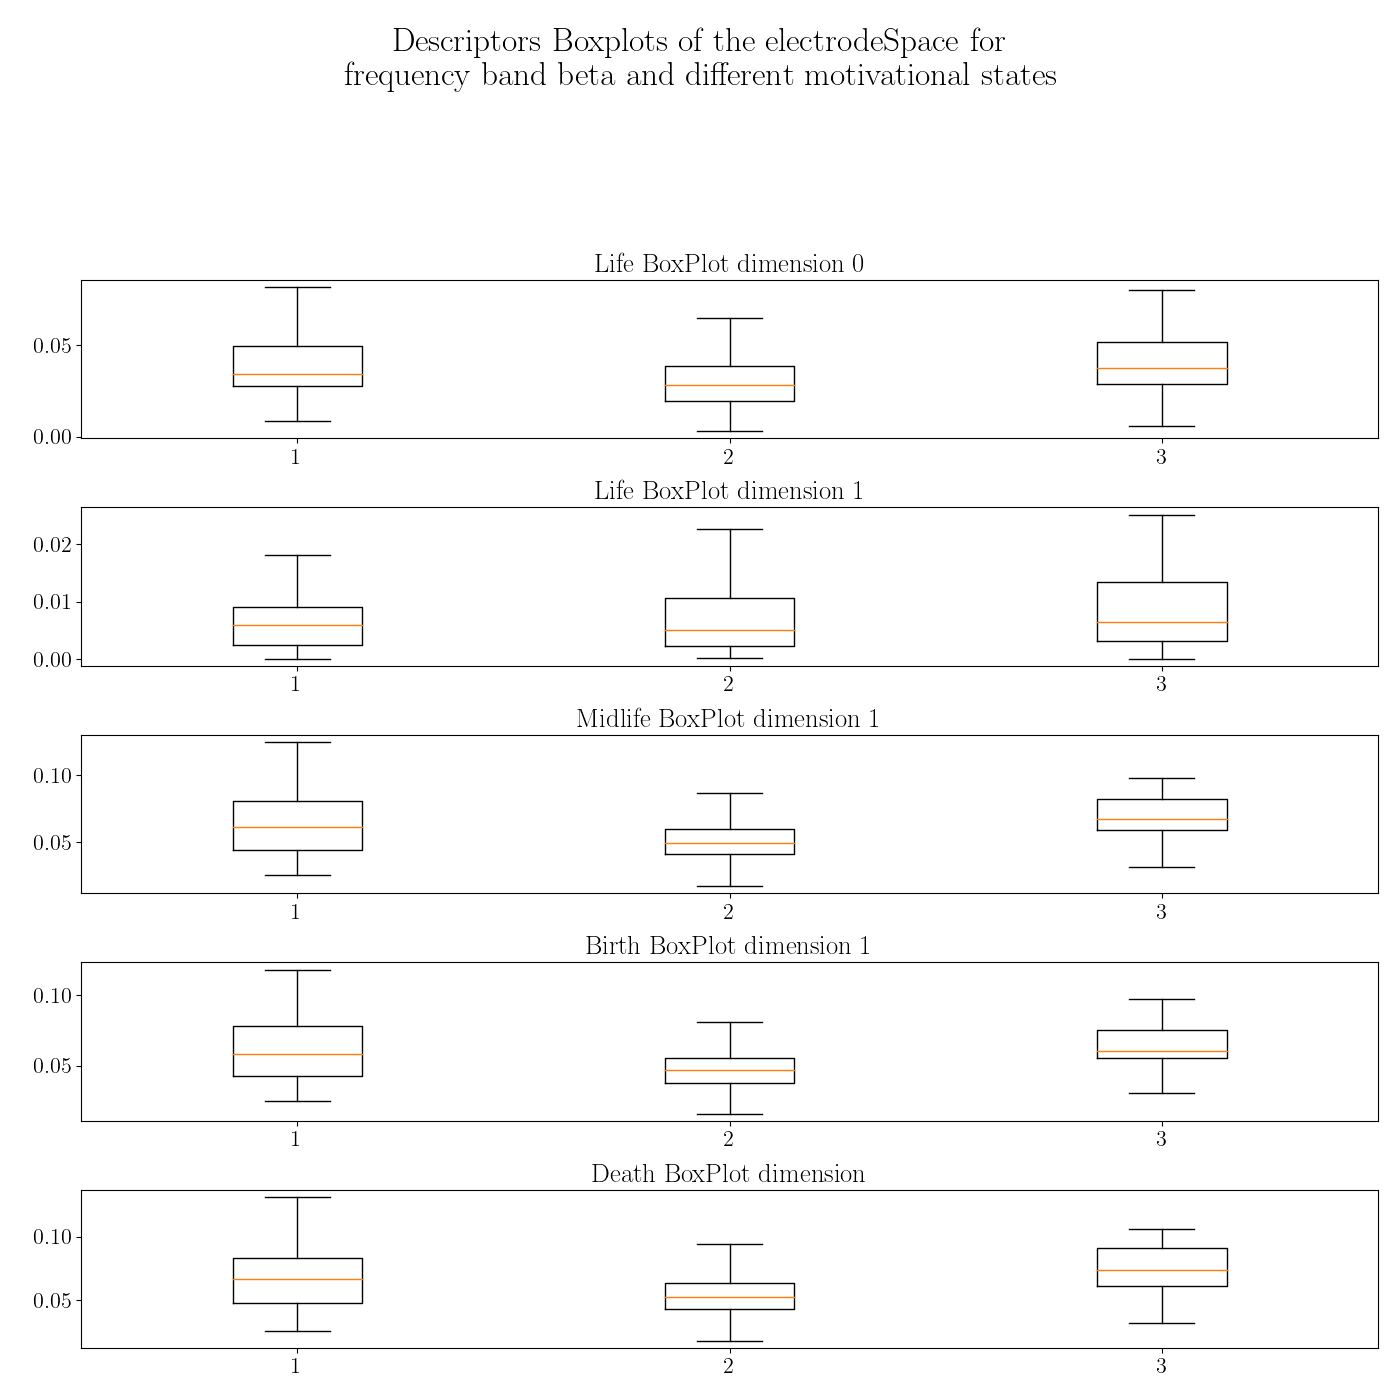 Descriptors Boxplots of the electrodeSpace for
frequency band beta and different motivational states
Life BoxPlot dimension 0
0.05
0.00
1 2 3
Life BoxPlot dimension 1
0.02
0.01
0.00
1 2 3
Midlife BoxPlot dimension 1
0.10
0.05
1 2 3
Birth BoxPlot dimension 1
0.10
0.05
1 2 3
Death BoxPlot dimension
0.10
0.05
1 2 3